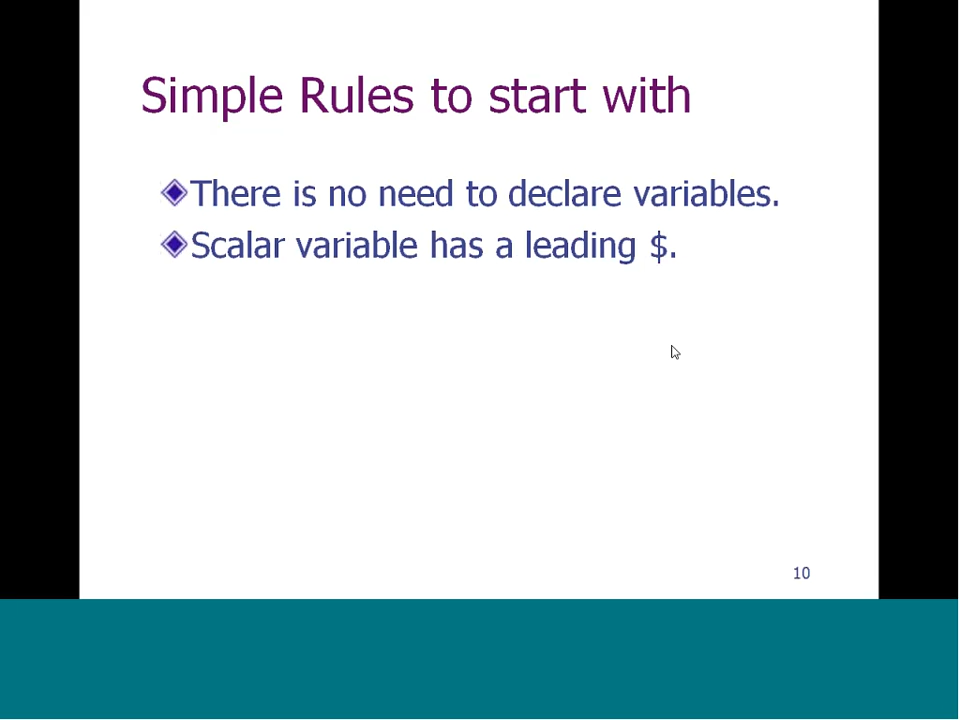 Simple Rules to start with
There is no need to declare variables.
Scalar variable has a leading $.
10